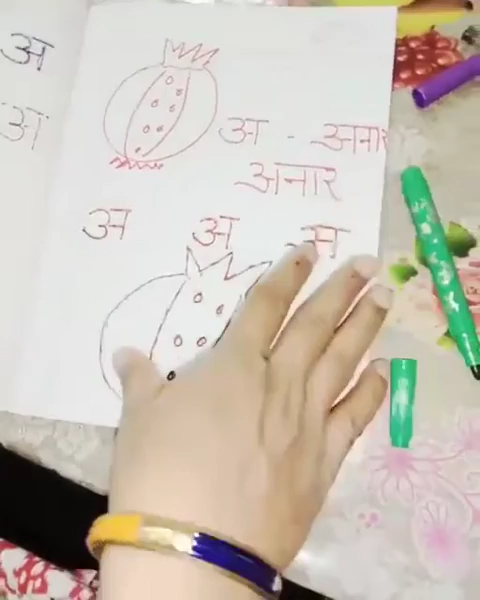 अ
अ
अ - अनार
अनार
अ अ अ